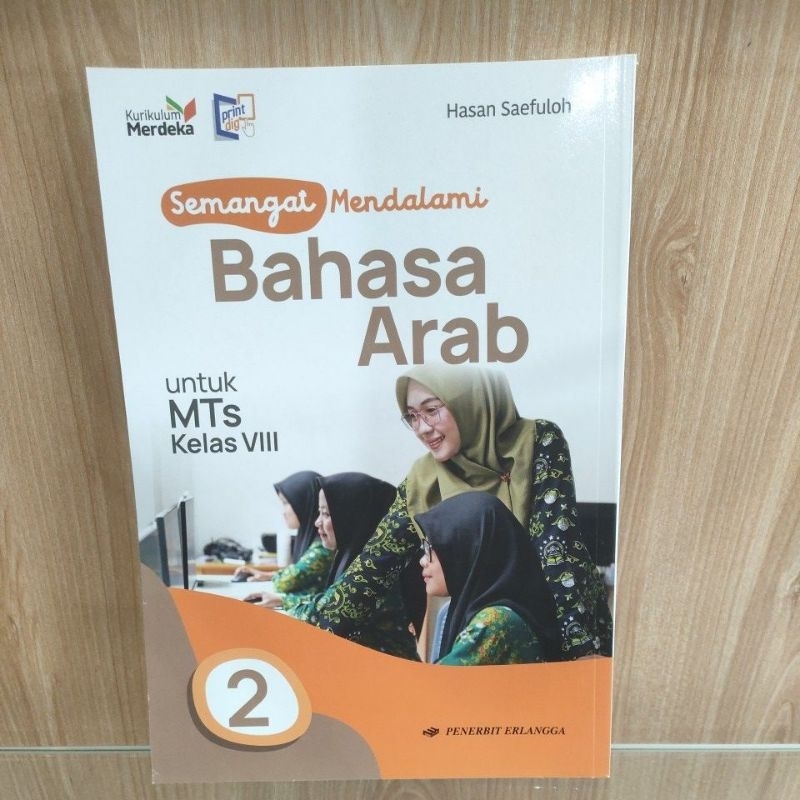 Kurikulum
Merdeka
print
dig
Hasan Saefuloh
Semangat Mendalami
Bahasa
Arab
untuk
MTs
Kelas VIII
2
PENERBIT ERLANGGA